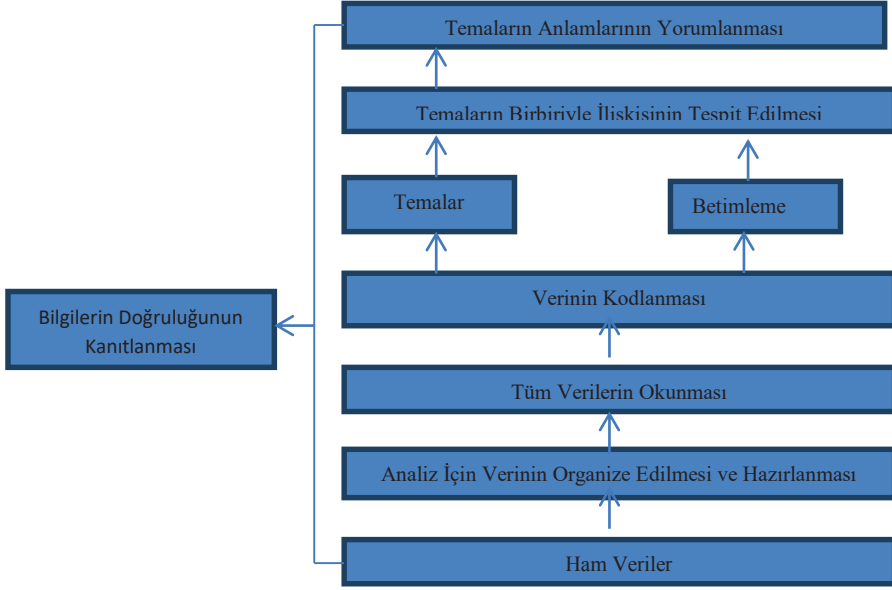 Temaların Anlamlarının Yorumlanması
Temaların Birbiriyle İlişkisinin Tespit Edilmesi
Temalar
Betimleme
Verinin Kodlanması
Bilgilerin Doğruluğunun
Kanıtlanması
Tüm Verilerin Okunması
Analiz İçin Verinin Organize Edilmesi ve Hazırlanması
Ham Veriler